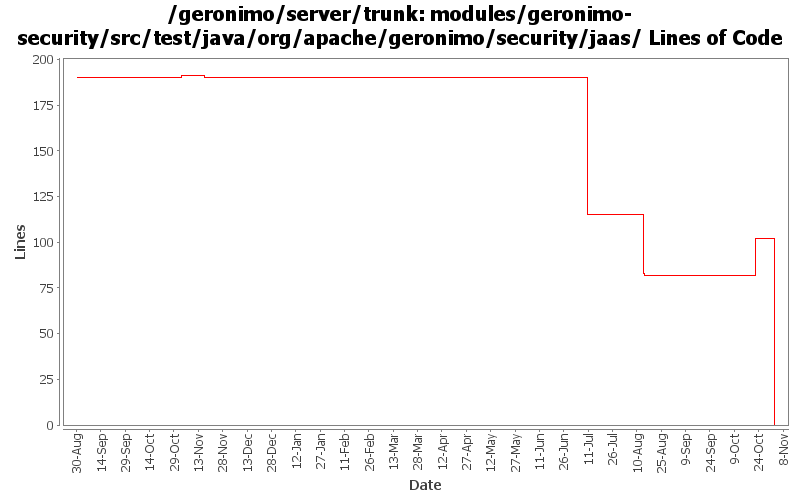 /geronimo/server/trunk: modules/geronimo-
security/src/test/java/org/apache/geronimo/security/jaas/ Lines of Code
200
175
150
125
100
75
50
25
0
Lines
30-Aug
14-Sep
29-Sep
14-Oct
29-Oct
13-Nov
28-Nov
13-Dec
28-Dec
12-Jan
27-Jan
11-Feb
26-Feb
13-Mar
28-Mar
12-Apr
27-Apr
12-May
27-May
11-Jun
26-Jun
11-Jul
26-Jul
10-Aug
25-Aug
9-Sep
24-Sep
9-Oct
24-Oct
8-Nov
Date